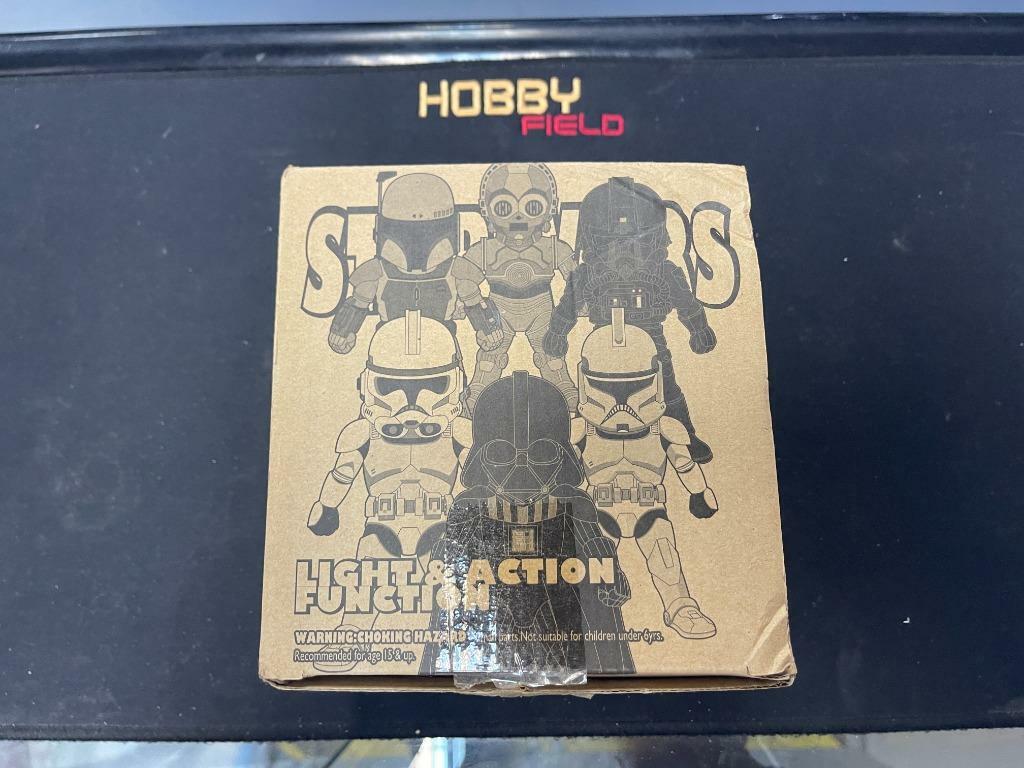 HOBBY
FIELD
LIGHT & ACTION
FUNCTION
WARNING:CHOKING HAZARD- parts.Not suitable for children under 6yrs.
Recommended for age 15 & up.